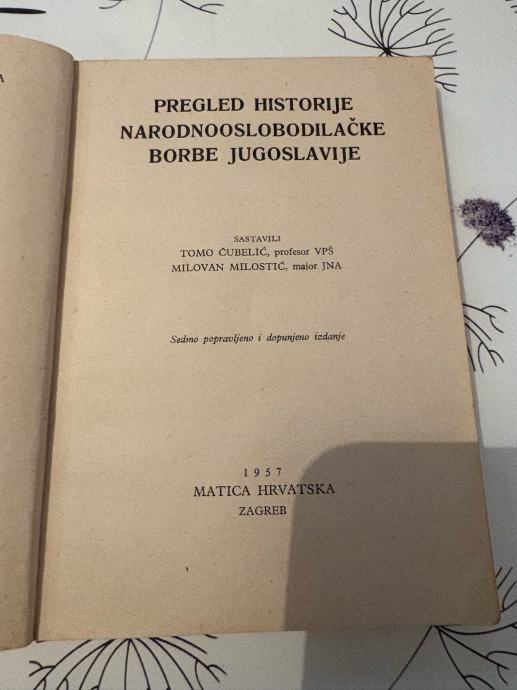 A
PREGLED HISTORIJE
NARODNOOSLOBODILAČKE
BORBE JUGOSLAVIJE
SASTAVILI
TOMO ČUBELIĆ, profesor VPŠ
MILOVAN MILOSTIĆ, major JNA
Sedmo popravljeno i dopunjeno izdanje
1957
MATICA HRVATSKA
ZAGREB